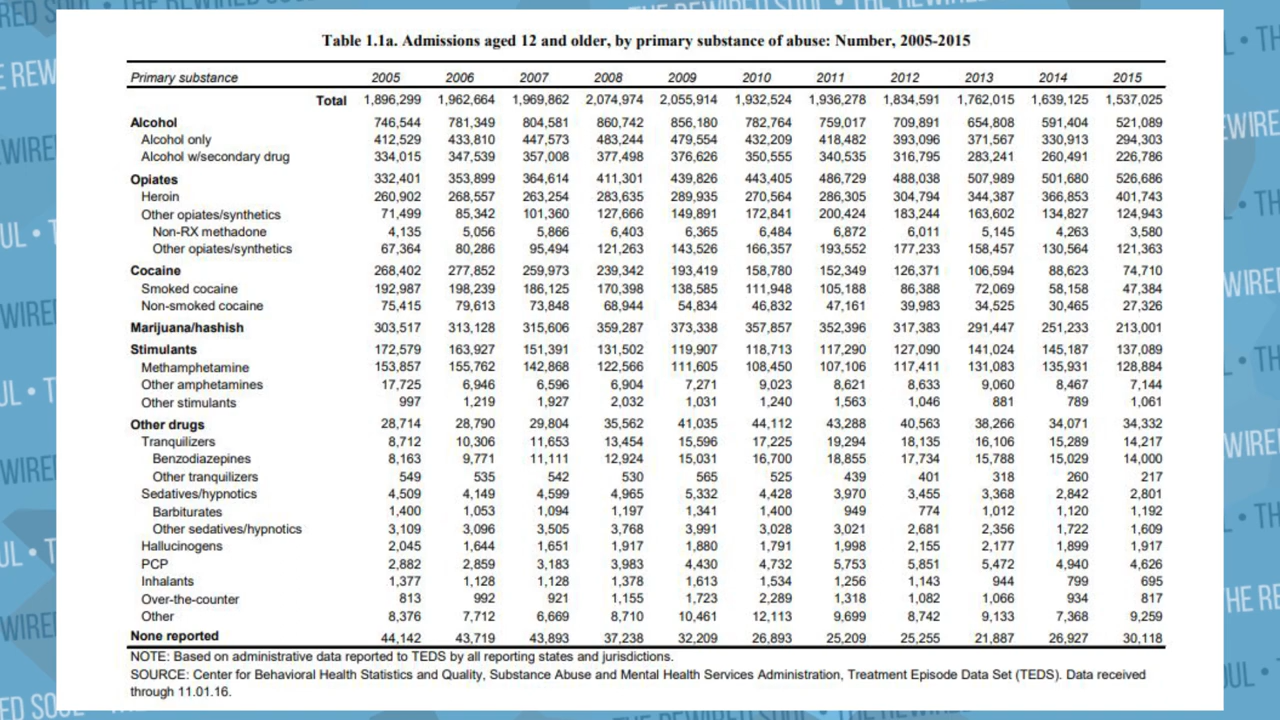 THE REWIRED SOUL • THE REWIRED SOUL
Table 1.1a. Admissions aged 12 and older, by primary substance of abuse: Number, 2005-2015
Primary substance 2005 2006 2007 2008 2009 2010 2011 2012 2013 2014 2015
Total 1,896,299 1,962,664 1,969,862 2,074,974 2,055,914 1,932,524 1,936,278 1,834,591 1,762,015 1,639,125 1,537,025
Alcohol 746,544 781,349 804,581 860,742 856,180 782,764 759,017 709,891 654,808 591,404 521,089
Alcohol only 412,529 433,810 447,573 483,244 479,554 432,209 418,482 393,096 371,567 330,913 294,303
Alcohol w/secondary drug 334,015 347,539 357,008 377,498 376,626 350,555 340,535 316,795 283,241 260,491 226,786
Opiates 332,401 353,899 364,614 411,301 439,826 443,405 486,729 488,038 507,989 501,680 526,686
Heroin 260,902 268,557 263,254 283,635 289,935 270,564 286,305 304,794 344,387 366,853 401,743
Other opiates/synthetics 71,499 85,342 101,360 127,666 149,891 172,841 200,424 183,244 163,602 134,827 124,943
Non-RX methadone 4,135 5,056 5,866 6,403 6,365 6,484 6,872 6,011 5,145 4,263 3,580
Other opiates/synthetics 67,364 80,286 95,494 121,263 143,526 166,357 193,552 177,233 158,457 130,564 121,363
Cocaine 268,402 277,852 259,973 239,342 193,419 158,780 152,349 126,371 106,594 88,623 74,710
Smoked cocaine 192,987 198,239 186,125 170,398 138,585 111,948 105,188 86,388 72,069 58,158 47,384
Non-smoked cocaine 75,415 79,613 73,848 68,944 54,834 46,832 47,161 39,983 34,525 30,465 27,326
Marijuana/hashish 303,517 313,128 315,606 359,287 373,338 357,857 352,396 317,383 291,447 251,233 213,001
Stimulants 172,579 163,927 151,391 131,502 119,907 118,713 117,290 127,090 141,024 145,187 137,089
Methamphetamine 153,857 155,762 142,868 122,566 111,605 108,450 107,106 117,411 131,083 135,931 128,884
Other amphetamines 17,725 6,946 6,596 6,904 7,271 9,023 8,621 8,633 9,060 8,467 7,144
Other stimulants 997 1,219 1,927 2,032 1,031 1,240 1,563 1,046 881 789 1,061
Other drugs 28,714 28,790 29,804 35,562 41,035 44,112 43,288 40,563 38,266 34,071 34,332
Tranquilizers 8,712 10,306 11,653 13,454 15,596 17,225 19,294 18,135 16,106 15,289 14,217
Benzodiazepines 8,163 9,771 11,111 12,924 15,031 16,700 18,855 17,734 15,788 15,029 14,000
Other tranquilizers 549 535 542 530 565 525 439 401 318 260 217
Sedatives/hypnotics 4,509 4,149 4,599 4,965 5,332 4,428 3,970 3,455 3,368 2,842 2,801
Barbiturates 1,400 1,053 1,094 1,197 1,341 1,400 949 774 1,012 1,120 1,192
Other sedatives/hypnotics 3,109 3,096 3,505 3,768 3,991 3,028 3,021 2,681 2,356 1,722 1,609
Hallucinogens 2,045 1,644 1,651 1,917 1,880 1,791 1,998 2,155 2,177 1,899 1,917
PCP 2,882 2,859 3,183 3,983 4,430 4,732 5,753 5,851 5,472 4,940 4,626
Inhalants 1,377 1,128 1,128 1,378 1,613 1,534 1,256 1,143 944 799 695
Over-the-counter 813 992 921 1,155 1,723 2,289 1,318 1,082 1,066 934 817
Other 8,376 7,712 6,669 8,710 10,461 12,113 9,699 8,742 9,133 7,368 9,259
None reported 44,142 43,719 43,893 37,238 32,209 26,893 25,209 25,255 21,887 26,927 30,118
NOTE: Based on administrative data reported to TEDS by all reporting states and jurisdictions.
SOURCE: Center for Behavioral Health Statistics and Quality, Substance Abuse and Mental Health Services Administration, Treatment Episode Data Set (TEDS). Data received
through 11.01.16.